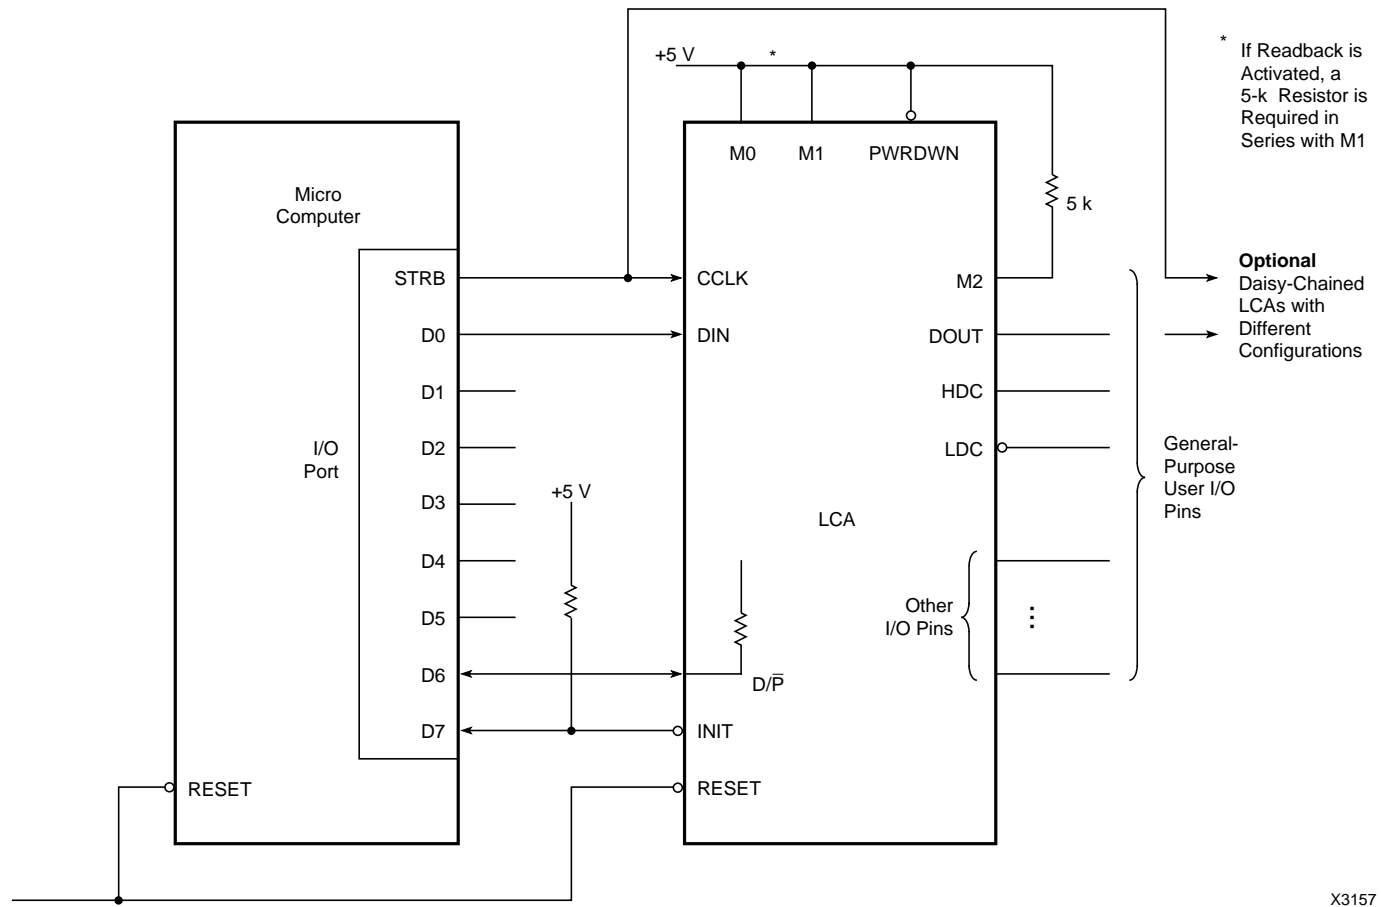 +5 V
*
*
If Readback is
Activated, a
5-k Resistor is
Required in
Series with M1
M0
M1
PWRDWN
Micro
Computer
5 k
STRB
CCLK
M2
Optional
Daisy-Chained
LCAs with
Different
Configurations
D0
DIN
DOUT
D1
HDC
I/O
Port
D2
LDC
General-
Purpose
User I/O
Pins
D3
+5 V
LCA
D4
D5
Other
I/O Pins
⋮
D6
D/P̅
D7
INIT
RESET
RESET
X3157